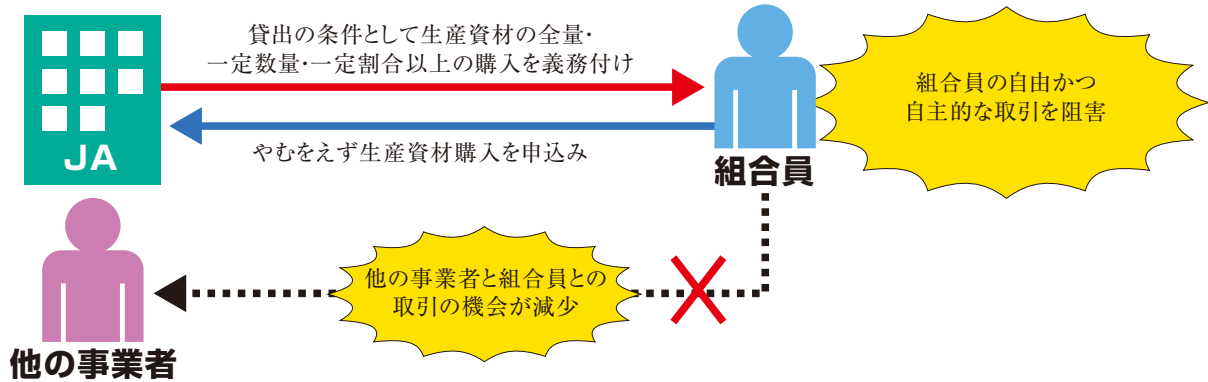 貸出の条件として生産資材の全量・
一定数量・一定割合以上の購入を義務付け
組合員の自由かつ
自主的な取引を阻害
JA
やむをえず生産資材購入を申込み
組合員
他の事業者と組合員との
取引の機会が減少
他の事業者